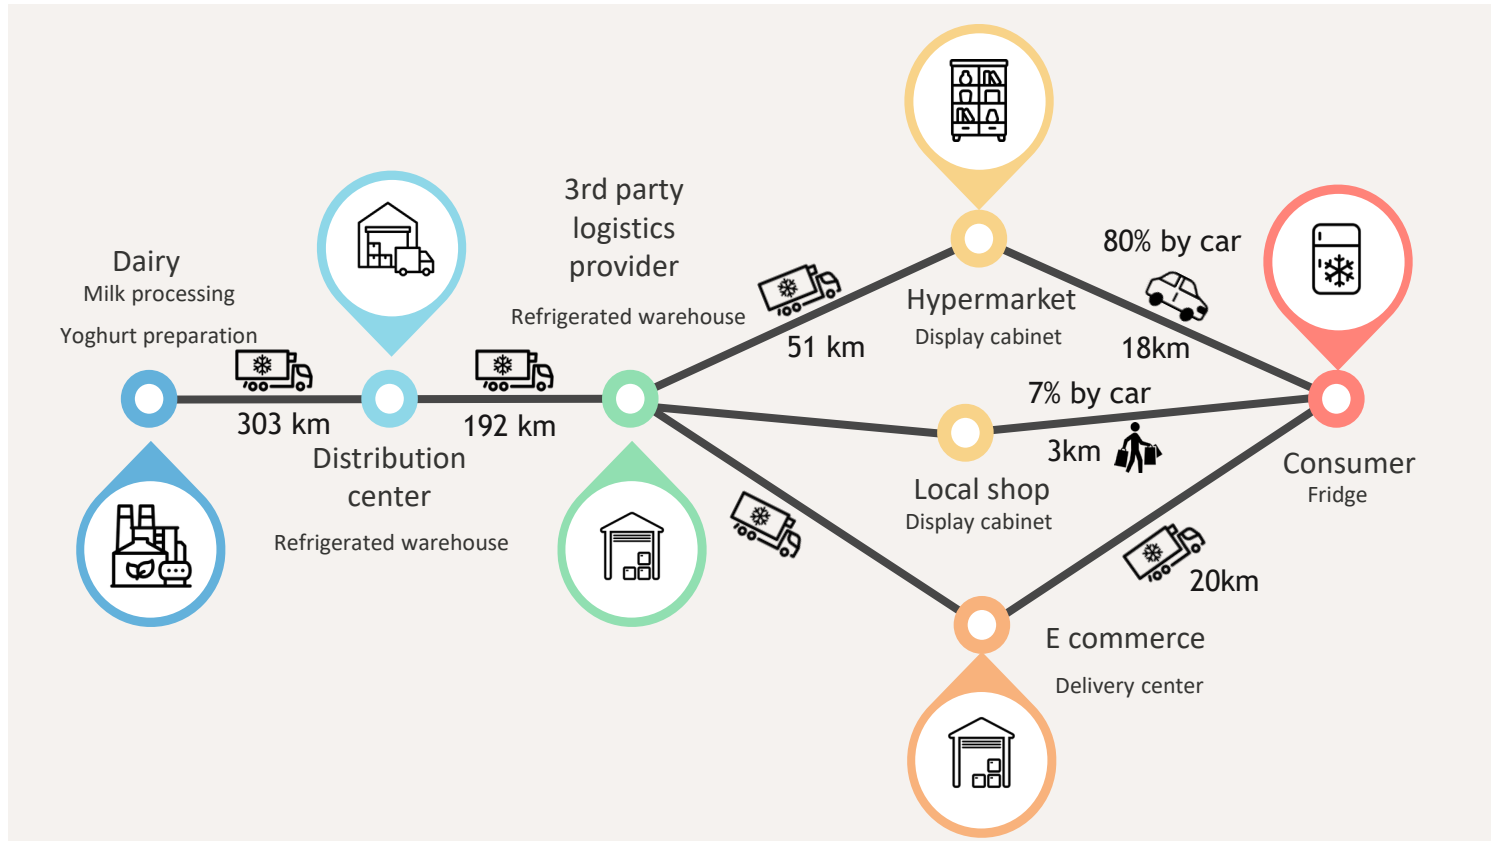 Dairy
Milk processing
Yoghurt preparation
303 km
Distribution
center
Refrigerated warehouse
192 km
3rd party
logistics
provider
Refrigerated warehouse
51 km
Hypermarket
Display cabinet
80% by car
18km
7% by car
3km
Local shop
Display cabinet
Consumer
Fridge
20km
E commerce
Delivery center